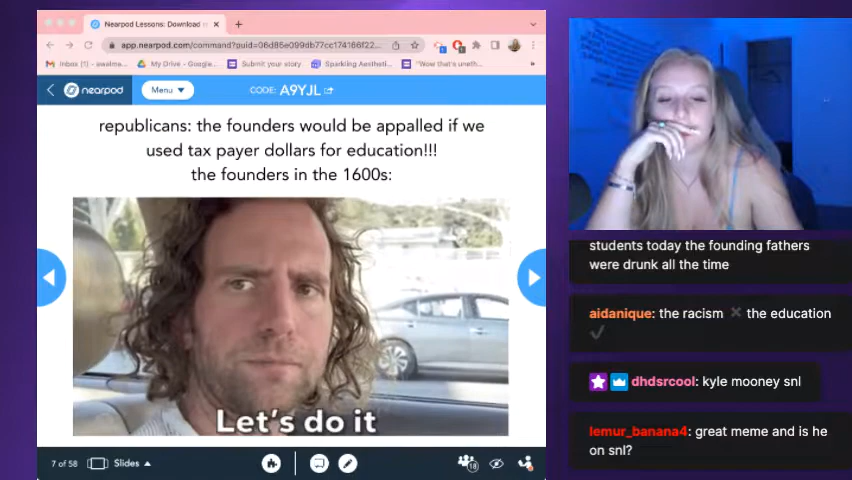 Nearpod Lessons: Download
app.nearpod.com/command?guid=06d85e099db77cc174166f22...
Inbox (1) – awalma...
My Drive – Google...
Submit your story
Sparkling Aestheti...
"Wow that's uneth...
nearpod
Menu
CODE: A9YJL
republicans: the founders would be appalled if we
used tax payer dollars for education!!!
the founders in the 1600s:
Let's do it
7 of 58
Slides
18
students today the founding fathers
were drunk all the time
aidanique: the racism ✕ the education
✓
dhdsrcool: kyle mooney snl
lemur_banana4: great meme and is he
on snl?